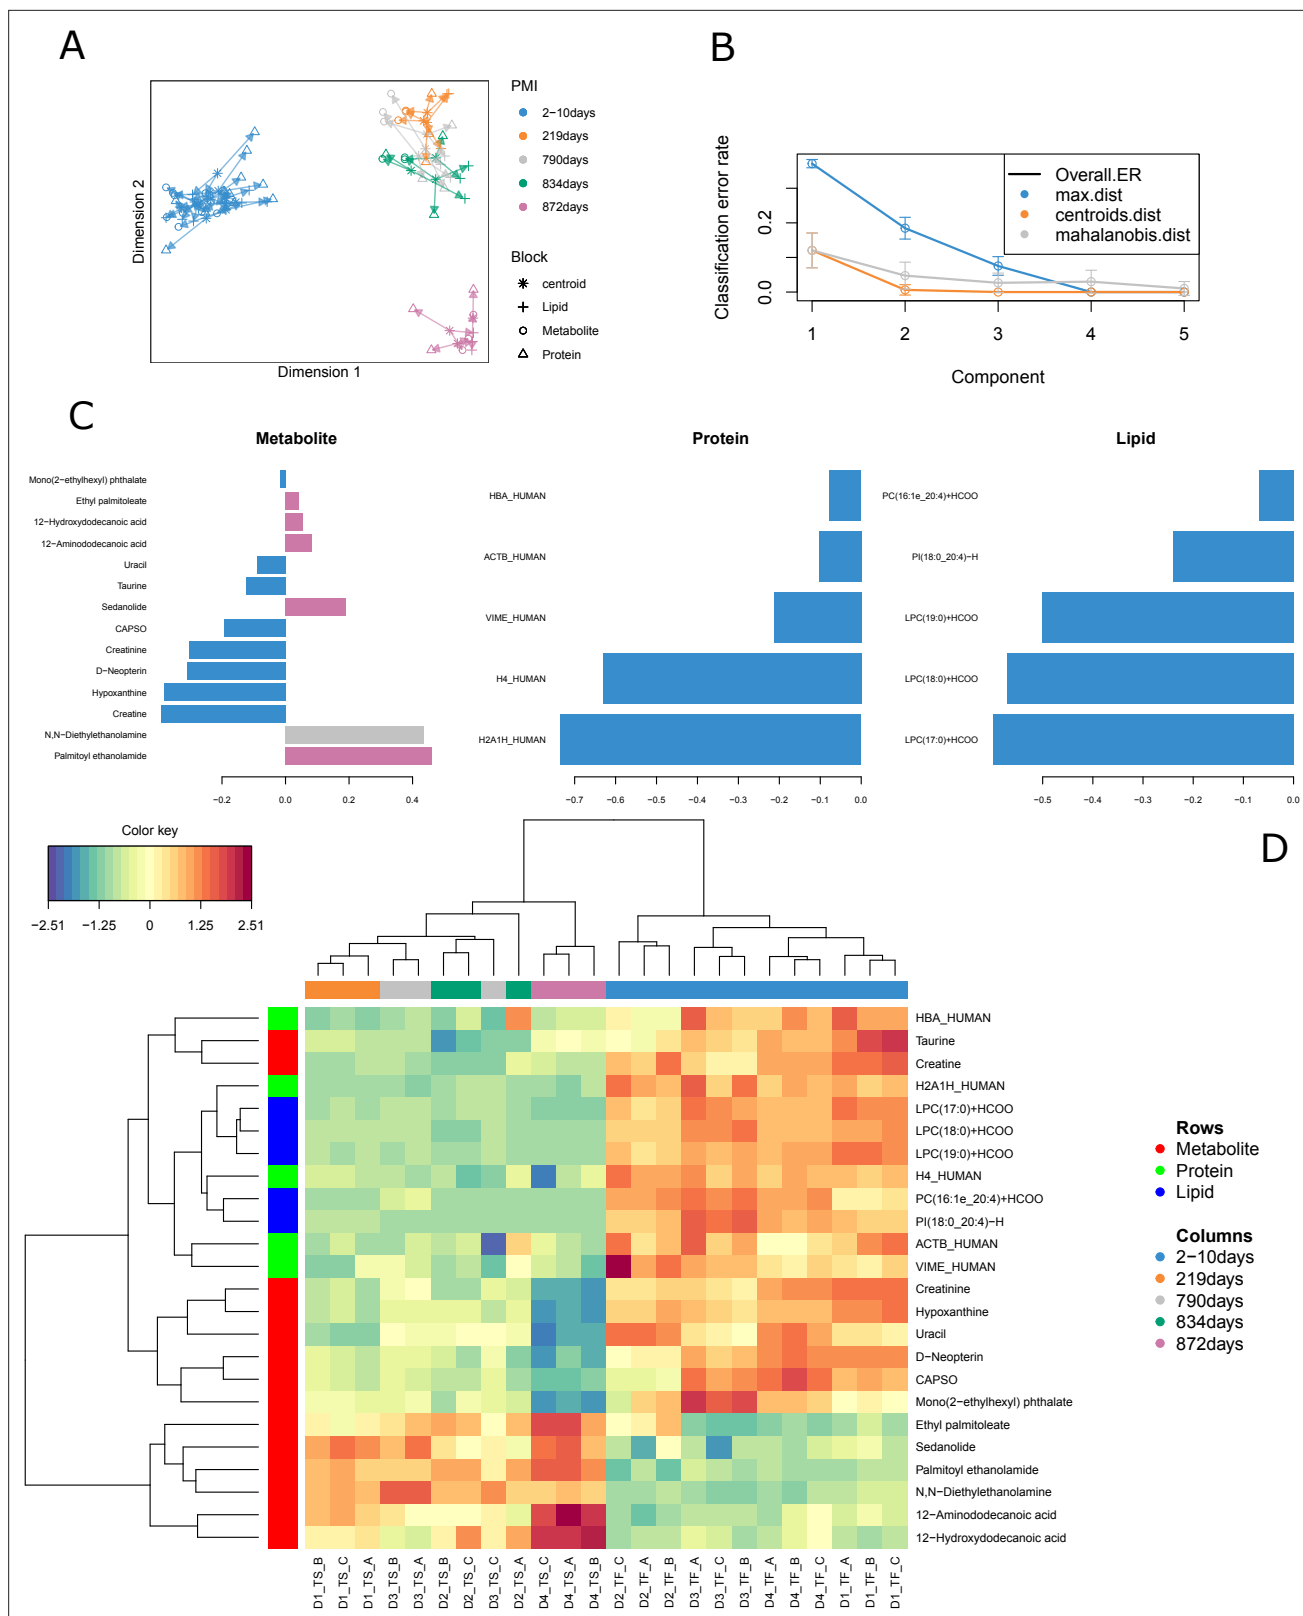 A
PMI
2−10days
219days
790days
834days
872days
Block
centroid
Lipid
Metabolite
Protein
Dimension 2
Dimension 1
B
Classification error rate
0.2
0.0
Overall.ER
max.dist
centroids.dist
mahalanobis.dist
1 2 3 4 5
Component
C
Metabolite
Mono(2−ethylhexyl) phthalate
Ethyl palmitoleate
12−Hydroxydodecanoic acid
12−Aminododecanoic acid
Uracil
Taurine
Sedanolide
CAPSO
Creatinine
D−Neopterin
Hypoxanthine
Creatine
N,N−Diethylethanolamine
Palmitoyl ethanolamide
−0.2 0.0 0.2 0.4
Protein
HBA_HUMAN
ACTB_HUMAN
VIME_HUMAN
H4_HUMAN
H2A1H_HUMAN
−0.7 −0.6 −0.5 −0.4 −0.3 −0.2 −0.1 0.0
Lipid
PC(16:1e_20:4)+HCOO
PI(18:0_20:4)−H
LPC(19:0)+HCOO
LPC(18:0)+HCOO
LPC(17:0)+HCOO
−0.5 −0.4 −0.3 −0.2 −0.1 0.0
D
Color key
−2.51 −1.25 0 1.25 2.51
HBA_HUMAN
Taurine
Creatine
H2A1H_HUMAN
LPC(17:0)+HCOO
LPC(18:0)+HCOO
LPC(19:0)+HCOO
H4_HUMAN
PC(16:1e_20:4)+HCOO
PI(18:0_20:4)−H
ACTB_HUMAN
VIME_HUMAN
Creatinine
Hypoxanthine
Uracil
D−Neopterin
CAPSO
Mono(2−ethylhexyl) phthalate
Ethyl palmitoleate
Sedanolide
Palmitoyl ethanolamide
N,N−Diethylethanolamine
12−Aminododecanoic acid
12−Hydroxydodecanoic acid
Rows
Metabolite
Protein
Lipid
Columns
2−10days
219days
790days
834days
872days
D1_TS_B
D1_TS_C
D1_TS_A
D3_TS_B
D3_TS_A
D2_TS_B
D2_TS_C
D3_TS_C
D2_TS_A
D4_TS_C
D4_TS_A
D4_TS_B
D2_TF_C
D2_TF_A
D2_TF_B
D3_TF_A
D3_TF_C
D3_TF_B
D4_TF_A
D4_TF_B
D4_TF_C
D1_TF_A
D1_TF_B
D1_TF_C